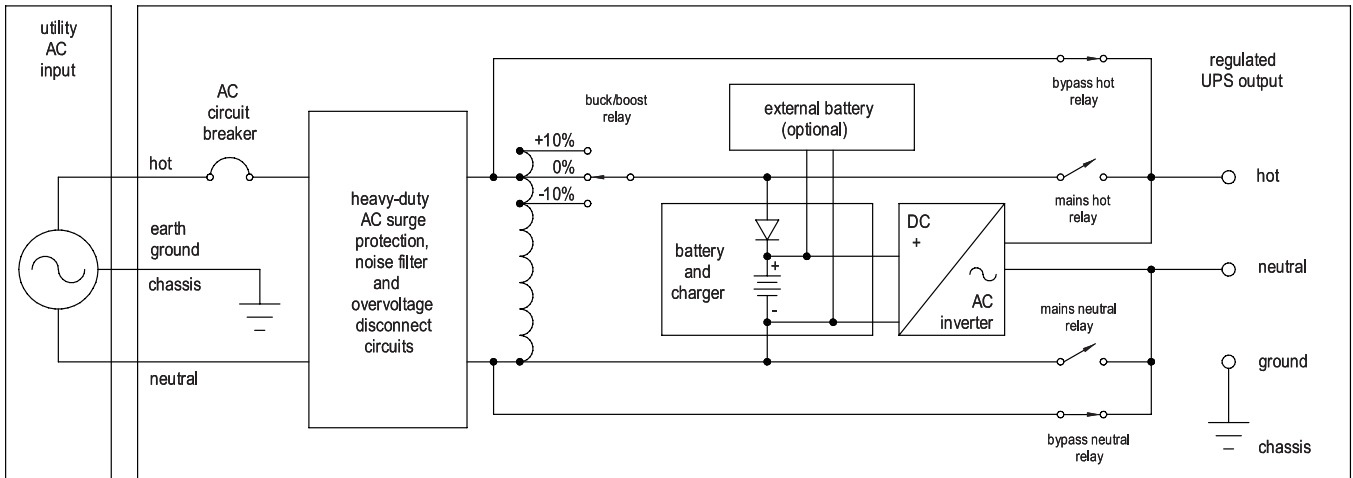 utility
AC
input
AC
circuit
breaker
hot
earth
ground
chassis
neutral
heavy-duty
AC surge
protection,
noise filter
and
overvoltage
disconnect
circuits
buck/boost
relay
+10%
0%
-10%
external battery
(optional)
battery
and
charger
+
-
DC
+
AC
inverter
bypass hot
relay
mains hot
relay
mains neutral
relay
bypass neutral
relay
regulated
UPS output
hot
neutral
ground
chassis